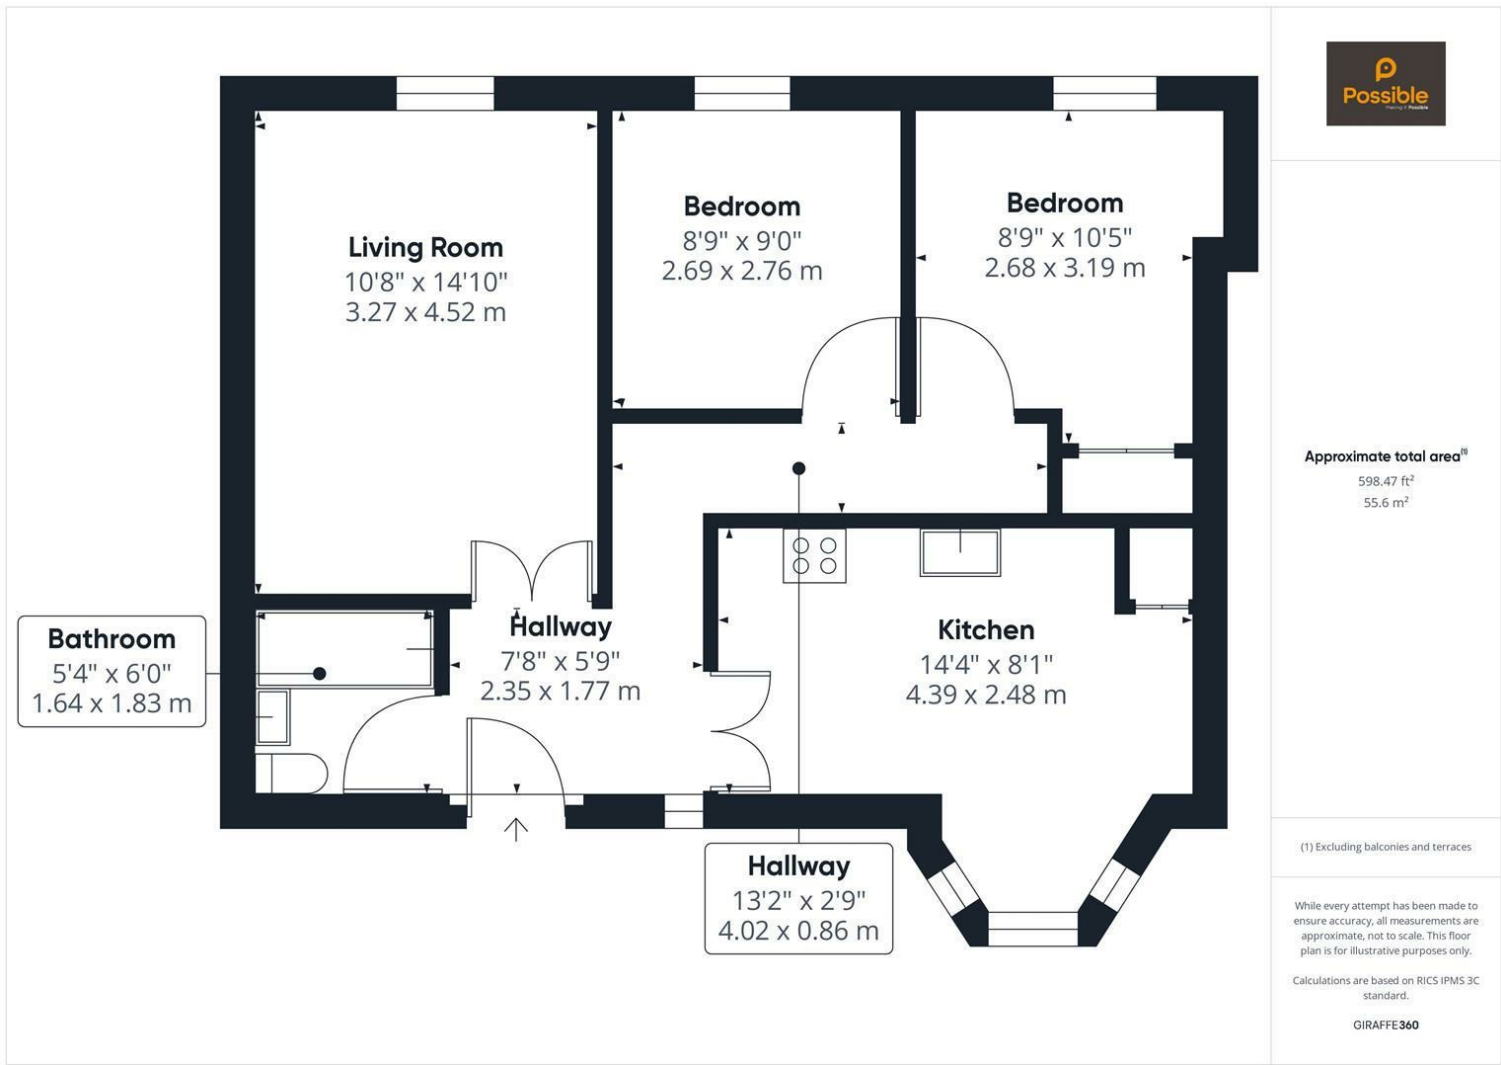 Living Room
10'8" x 14'10"
3.27 x 4.52 m
Bedroom
8'9" x 9'0"
2.69 x 2.76 m
Bedroom
8'9" x 10'5"
2.68 x 3.19 m
Bathroom
5'4" x 6'0"
1.64 x 1.83 m
Hallway
7'8" x 5'9"
2.35 x 1.77 m
Kitchen
14'4" x 8'1"
4.39 x 2.48 m
Hallway
13'2" x 2'9"
4.02 x 0.86 m
Possible
Approximate total area⁽¹⁾
598.47 ft²
55.6 m²
(1) Excluding balconies and terraces
While every attempt has been made to
ensure accuracy, all measurements are
approximate, not to scale. This floor
plan is for illustrative purposes only.
Calculations are based on RICS IPMS 3C
standard.
GIRAFFE360